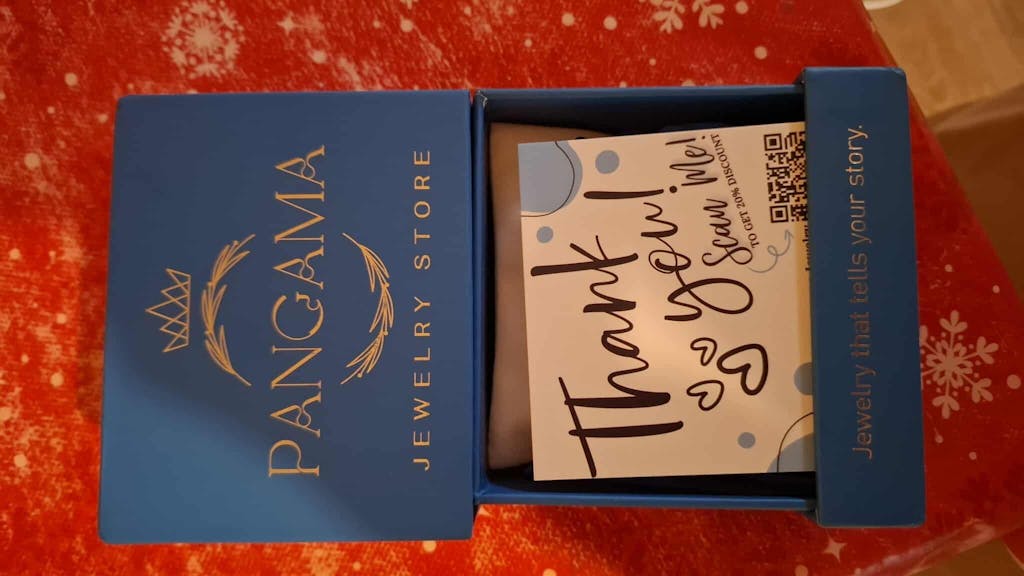 PANGAMA
JEWELRY STORE
Thank
you!
Scan Me!
TO GET 20% DISCOUNT
Jewelry that tells your story.